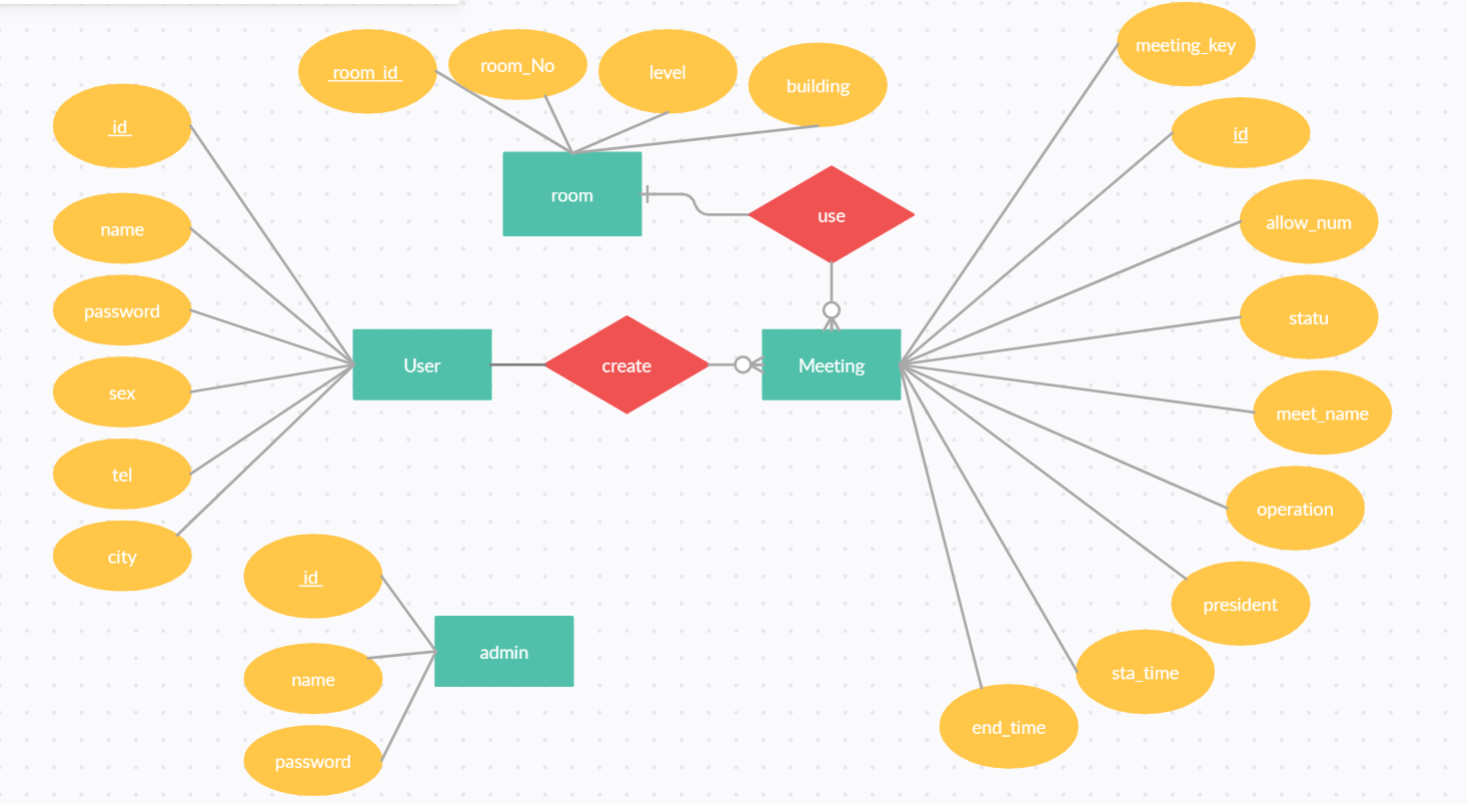 meeting_key
room_id
room_No
level
building
id
id
room
use
name
allow_num
password
statu
User
create
Meeting
sex
meet_name
tel
operation
city
id
president
admin
name
sta_time
end_time
password